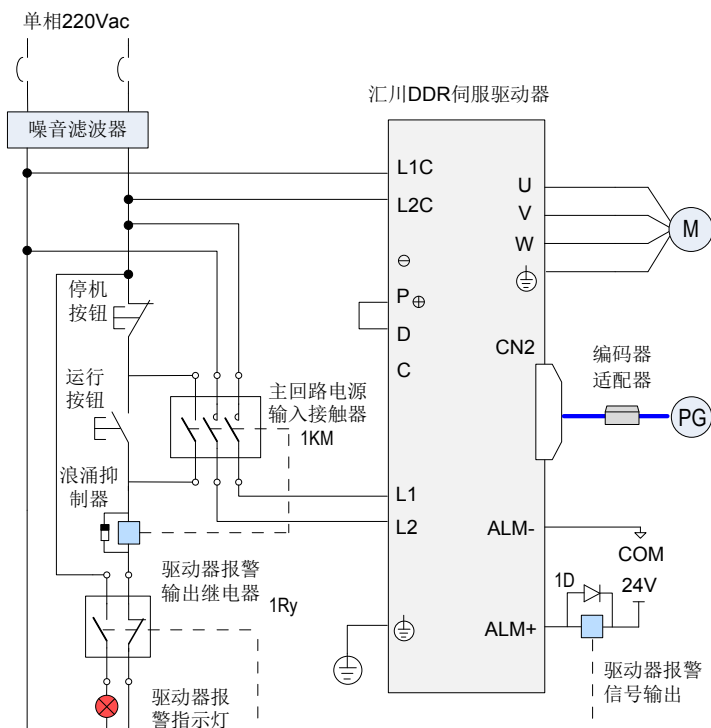 单相220Vac
噪音滤波器
汇川DDR伺服驱动器
L1C
L2C
⊖
P⊕
D
C
L1
L2
U
V
W
M
CN2
编码器
适配器
PG
停机
按钮
运行
按钮
主回路电源
输入接触器
1KM
浪涌抑
制器
驱动器报警
输出继电器
1Ry
驱动器报
警指示灯
ALM-
COM
24V
1D
ALM+
驱动器报警
信号输出